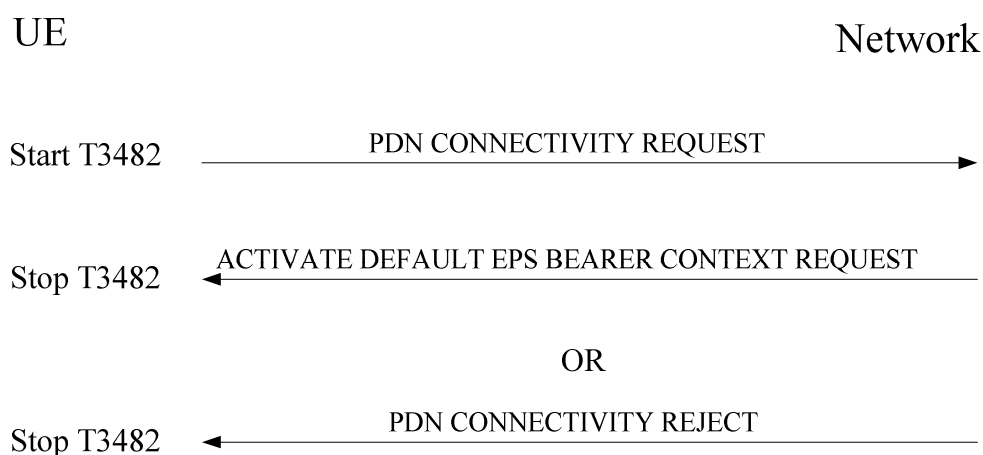 UE
Network
Start T3482
PDN CONNECTIVITY REQUEST
Stop T3482
ACTIVATE DEFAULT EPS BEARER CONTEXT REQUEST
OR
Stop T3482
PDN CONNECTIVITY REJECT